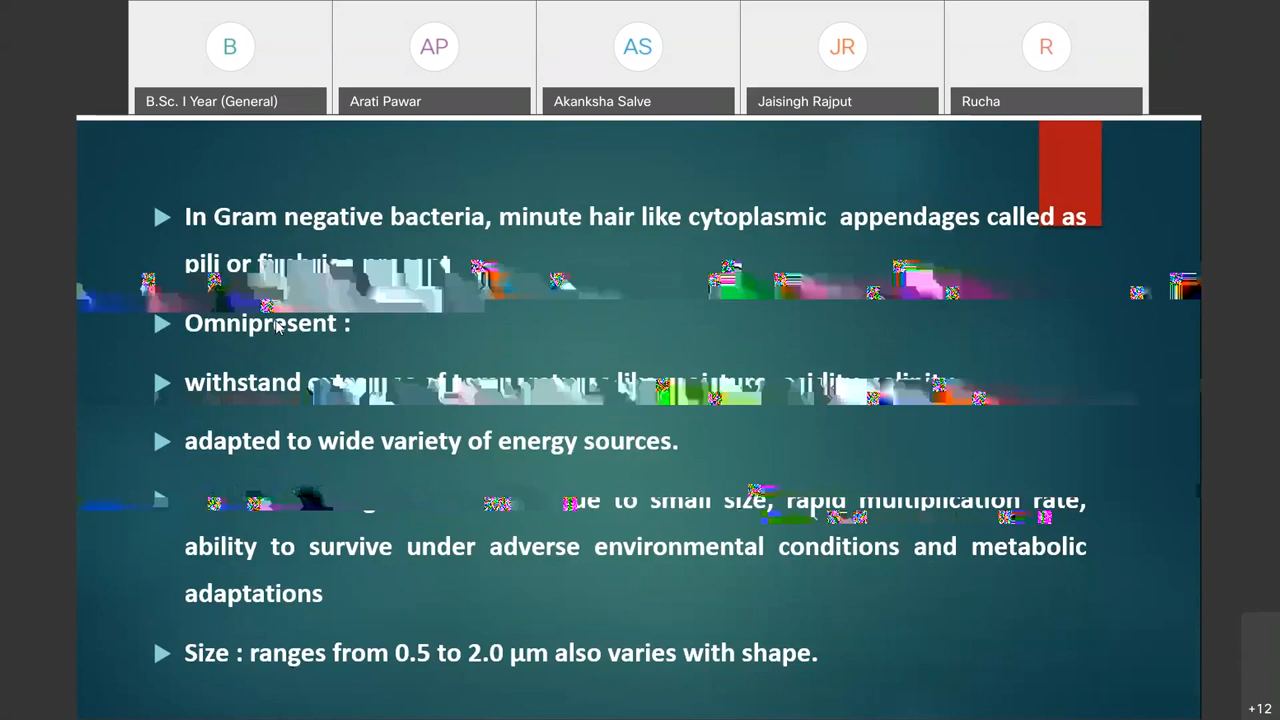 B
AP
AS
JR
R
B.Sc. I Year (General)
Arati Pawar
Akanksha Salve
Jaisingh Rajput
Rucha
In Gram negative bacteria, minute hair like cytoplasmic appendages called as
pili or
Omnipresent :
withstand
adapted to wide variety of energy sources.
to small size, rapid multiplication rate,
ability to survive under adverse environmental conditions and metabolic
adaptations
Size : ranges from 0.5 to 2.0 µm also varies with shape.
+12